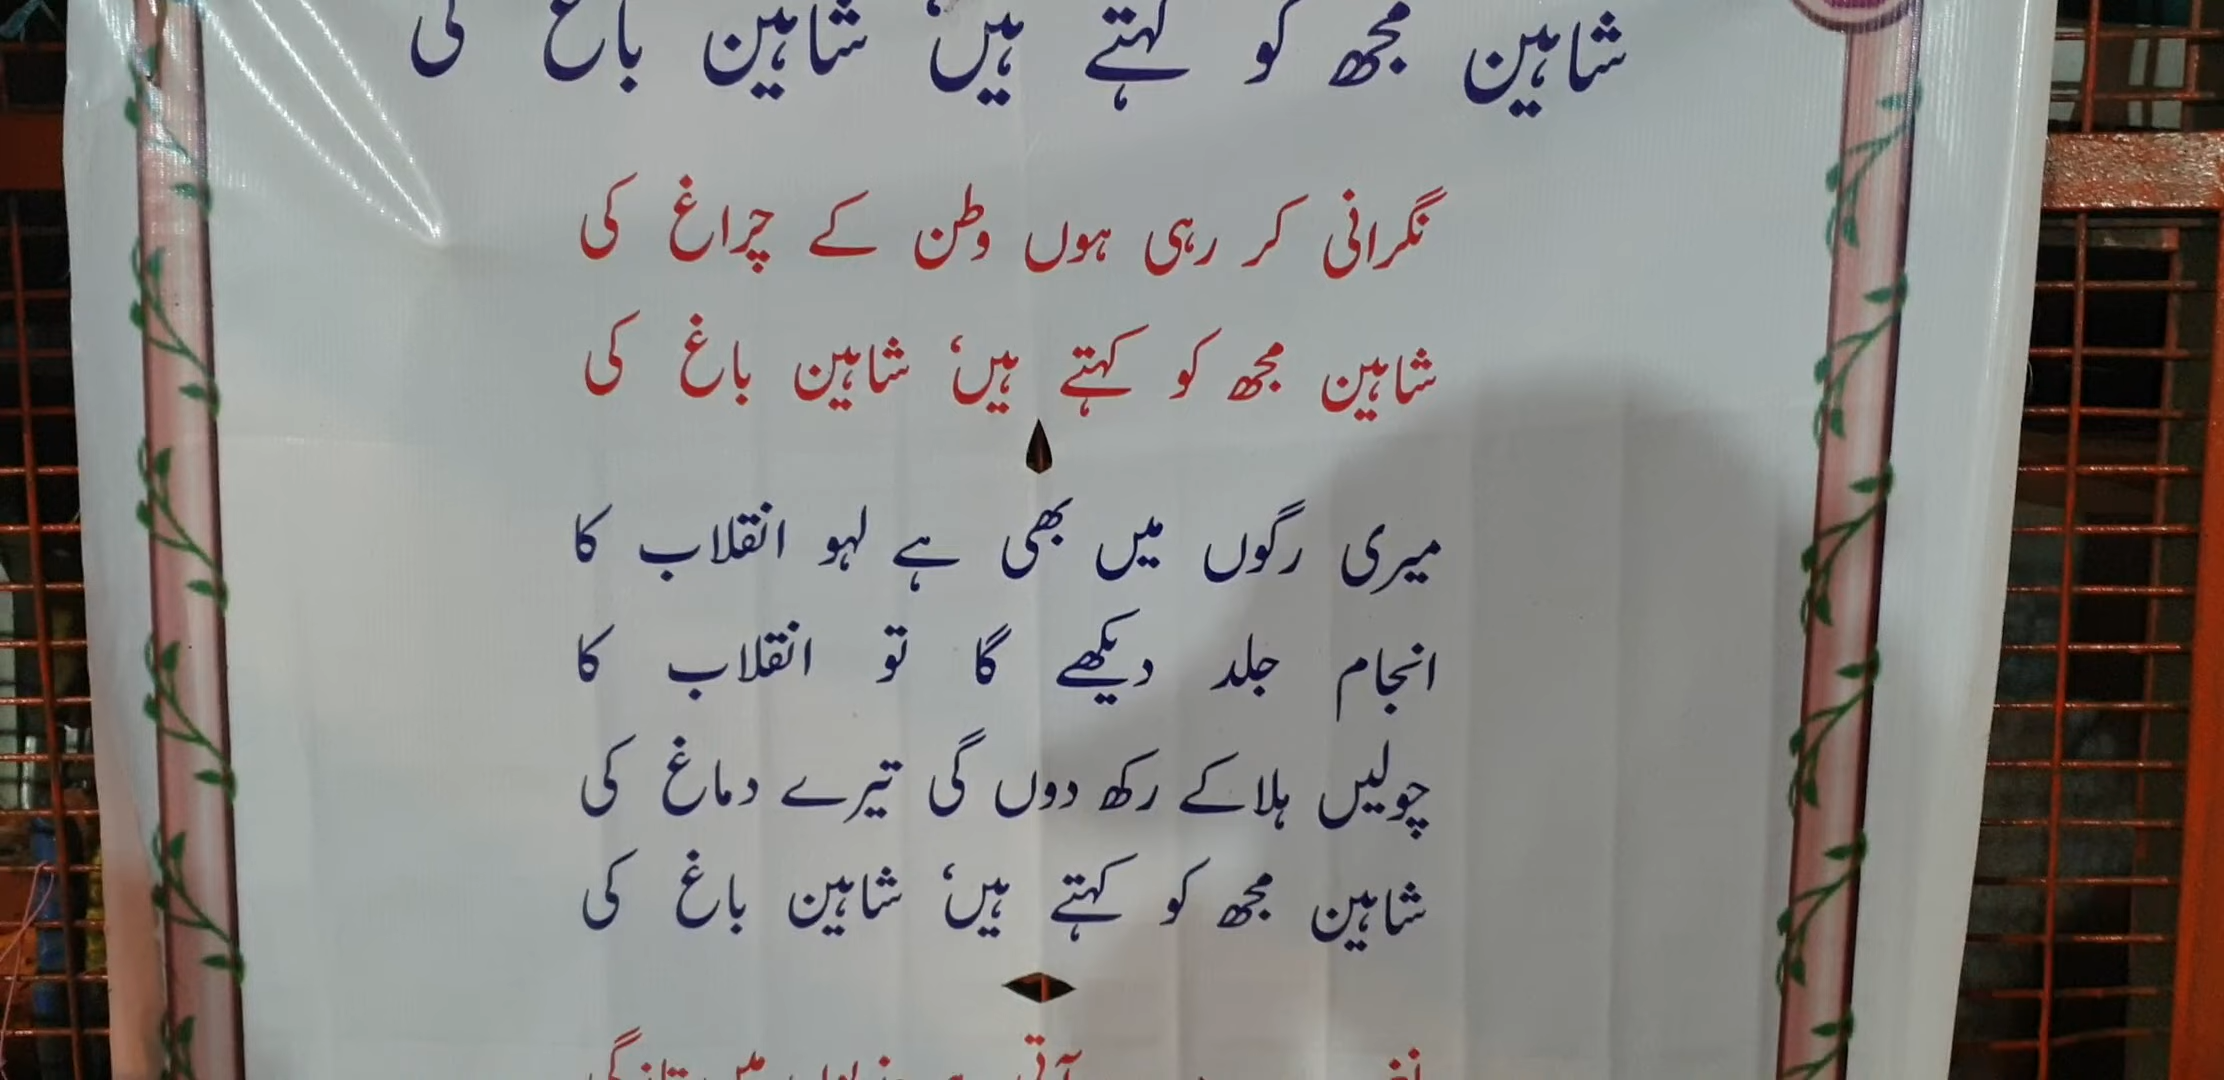 شاہین مجھ کو کہتے ہیں، شاہین باغ کی
نگرانی کر رہی ہوں وطن کے چراغ کی
شاہین مجھ کو کہتے ہیں، شاہین باغ کی
میری رگوں میں بھی ہے لہو انقلاب کا
انجام جلد دیکھے گا تو انقلاب کا
چولیں ہلاکے رکھ دوں گی تیرے دماغ کی
شاہین مجھ کو کہتے ہیں، شاہین باغ کی